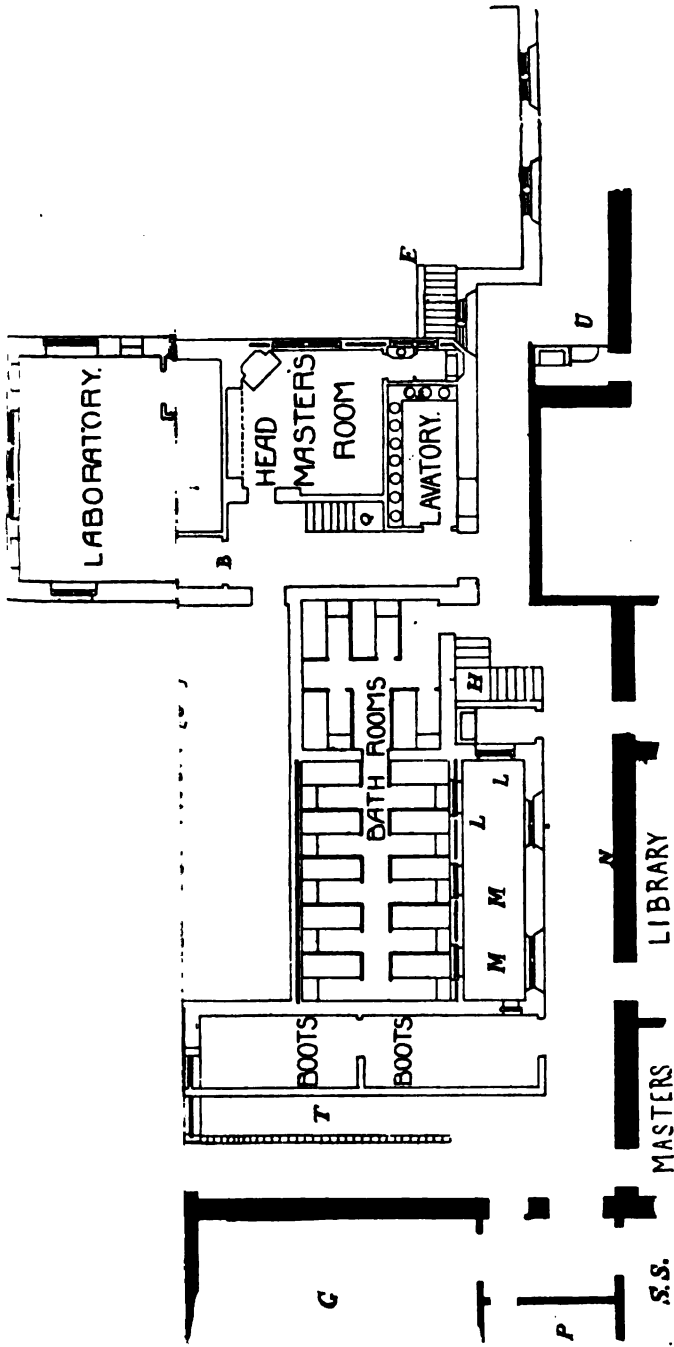 LABORATORY.
B
HEAD
MASTERS
ROOM
E
Q
LAVATORY.
U
BATH ROOMS
H
L
L
M
M
N
LIBRARY
BOOTS
BOOTS
T
MASTERS
G
P
S.S.